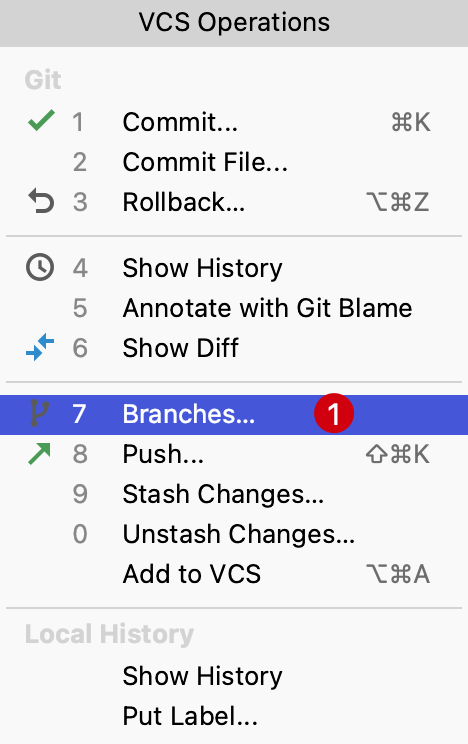 VCS Operations
Git
1 Commit... ⌘K
2 Commit File...
3 Rollback... ⌥⌘Z
4 Show History
5 Annotate with Git Blame
6 Show Diff
7 Branches... 1
8 Push... ⇧⌘K
9 Stash Changes...
0 Unstash Changes...
Add to VCS ⌥⌘A
Local History
Show History
Put Label...